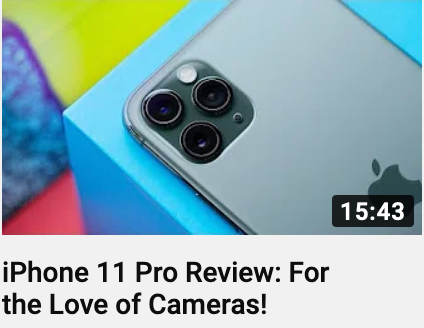 15:43
iPhone 11 Pro Review: For
the Love of Cameras!